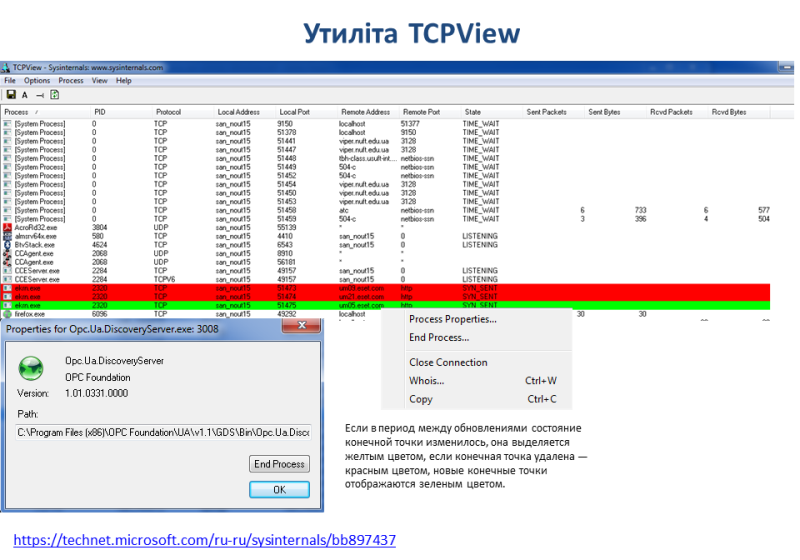 Утиліта TCPView
TCPView - Sysinternals: www.sysinternals.com
File Options Process View Help
A
Process / PID Protocol Local Address Local Port Remote Address Remote Port State Sent Packets Sent Bytes Rcvd Packets Rcvd Bytes
[System Process] 0 TCP san_nout15 9150 localhost 51377 TIME_WAIT
[System Process] 0 TCP san_nout15 51378 localhost 9150 TIME_WAIT
[System Process] 0 TCP san_nout15 51441 viper.nuft.edu.ua 3128 TIME_WAIT
[System Process] 0 TCP san_nout15 51447 viper.nuft.edu.ua 3128 TIME_WAIT
[System Process] 0 TCP san_nout15 51448 tbh-class.usuft-int... netbios-ssn TIME_WAIT
[System Process] 0 TCP san_nout15 51449 504-c netbios-ssn TIME_WAIT
[System Process] 0 TCP san_nout15 51452 504-c netbios-ssn TIME_WAIT
[System Process] 0 TCP san_nout15 51454 viper.nuft.edu.ua 3128 TIME_WAIT
[System Process] 0 TCP san_nout15 51450 viper.nuft.edu.ua 3128 TIME_WAIT
[System Process] 0 TCP san_nout15 51453 viper.nuft.edu.ua 3128 TIME_WAIT
[System Process] 0 TCP san_nout15 51458 atc netbios-ssn TIME_WAIT 6 733 6 577
[System Process] 0 TCP san_nout15 51459 504-c netbios-ssn TIME_WAIT 3 396 4 504
AcroRd32.exe 3804 UDP san_nout15 55139 * *
almsrv64x.exe 580 TCP san_nout15 4410 san_nout15 0 LISTENING
BtvStack.exe 4624 TCP san_nout15 6543 san_nout15 0 LISTENING
CCAgent.exe 2068 UDP san_nout15 8910 * *
CCAgent.exe 2068 UDP san_nout15 56181 * *
CCEServer.exe 2284 TCP san_nout15 49157 san_nout15 0 LISTENING
CCEServer.exe 2284 TCPV6 san_nout15 49157 san_nout15 0 LISTENING
ekrn.exe 2320 TCP san_nout15 51473 um09.eset.com http SYN_SENT
ekrn.exe 2320 TCP san_nout15 51474 um21.eset.com http SYN_SENT
ekrn.exe 2320 TCP san_nout15 51475 um05.eset.com http SYN_SENT
firefox.exe 6096 TCP san_nout15 49292 localhost 30 30
Properties for Opc.Ua.DiscoveryServer.exe: 3008
Opc.Ua.DiscoveryServer
OPC Foundation
Version: 1.01.0331.0000
Path:
C:\Program Files (x86)\OPC Foundation\UA\v1.1\GDS\Bin\Opc.Ua.Disco
End Process
OK
Process Properties...
End Process...
Close Connection
Whois... Ctrl+W
Copy Ctrl+C
Если в период между обновлениями состояние
конечной точки изменилось, она выделяется
желтым цветом, если конечная точка удалена —
красным цветом, новые конечные точки
отображаются зеленым цветом.
https://technet.microsoft.com/ru-ru/sysinternals/bb897437